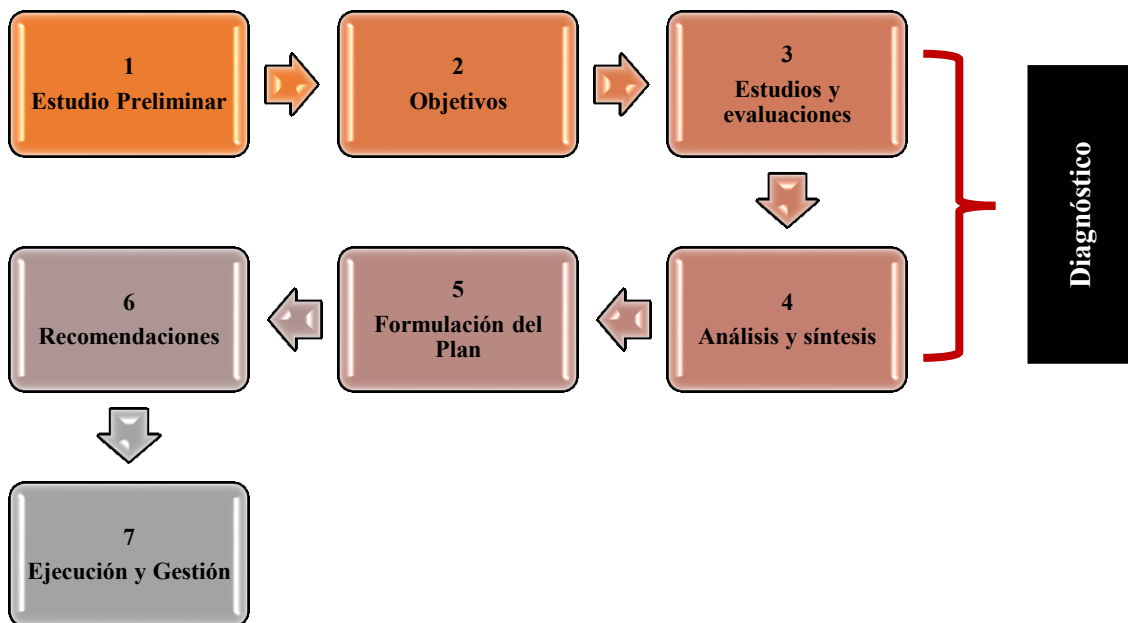 1
Estudio Preliminar
2
Objetivos
3
Estudios y
evaluaciones
Diagnóstico
4
Análisis y síntesis
5
Formulación del
Plan
6
Recomendaciones
7
Ejecución y Gestión